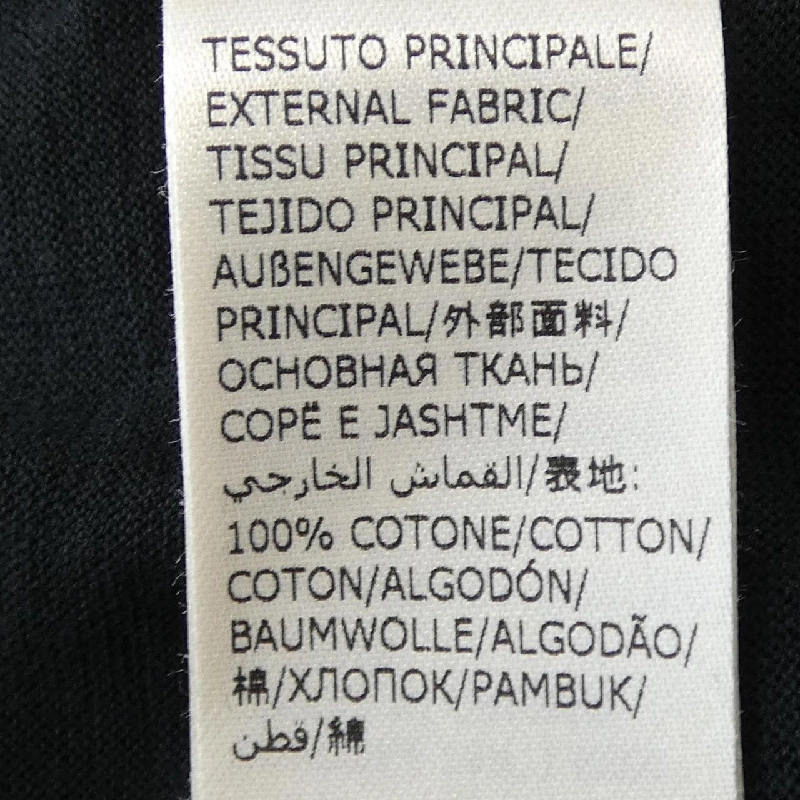 TESSUTO PRINCIPALE/
EXTERNAL FABRIC/
TISSU PRINCIPAL/
TEJIDO PRINCIPAL/
AUßENGEWEBE/TECIDO
PRINCIPAL/外部面料/
ОСНОВНАЯ ТКАНЬ/
COPË E JASHTME/
القماش الخارجي/表地:
100% COTONE/COTTON/
COTON/ALGODÓN/
BAUMWOLLE/ALGODÃO/
棉/ХЛОПОК/PAMBUK/
قطن/綿